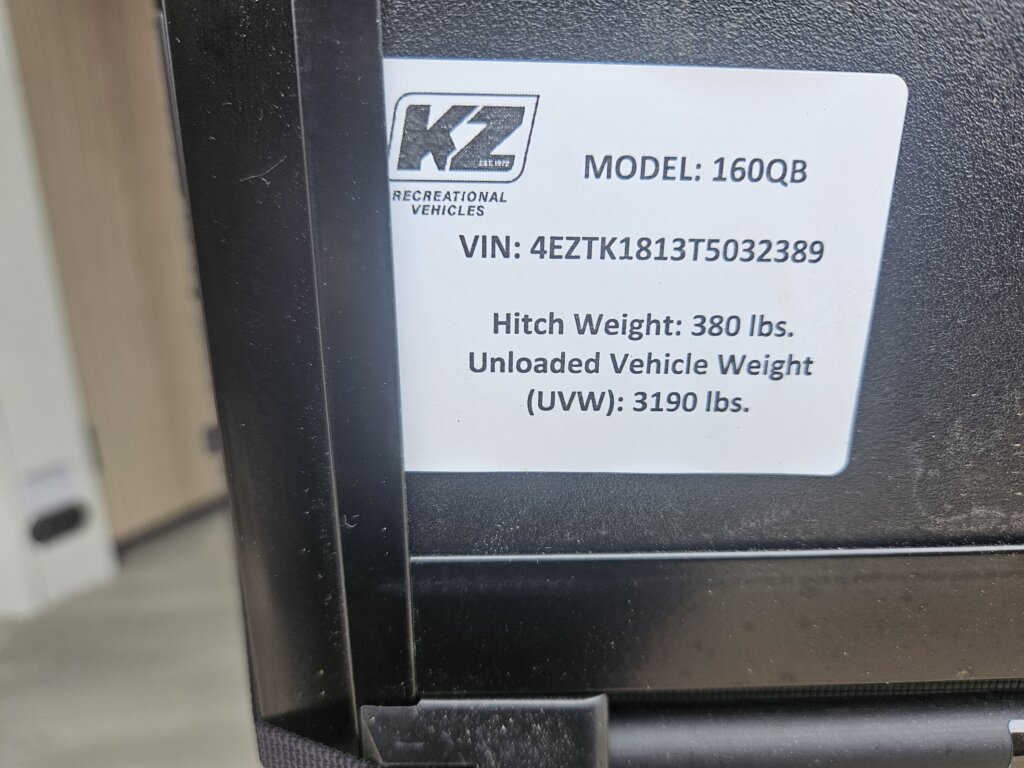 KZ
EST. 1972
RECREATIONAL
VEHICLES
MODEL: 160QB
VIN: 4EZTK1813T5032389
Hitch Weight: 380 lbs.
Unloaded Vehicle Weight
(UVW): 3190 lbs.